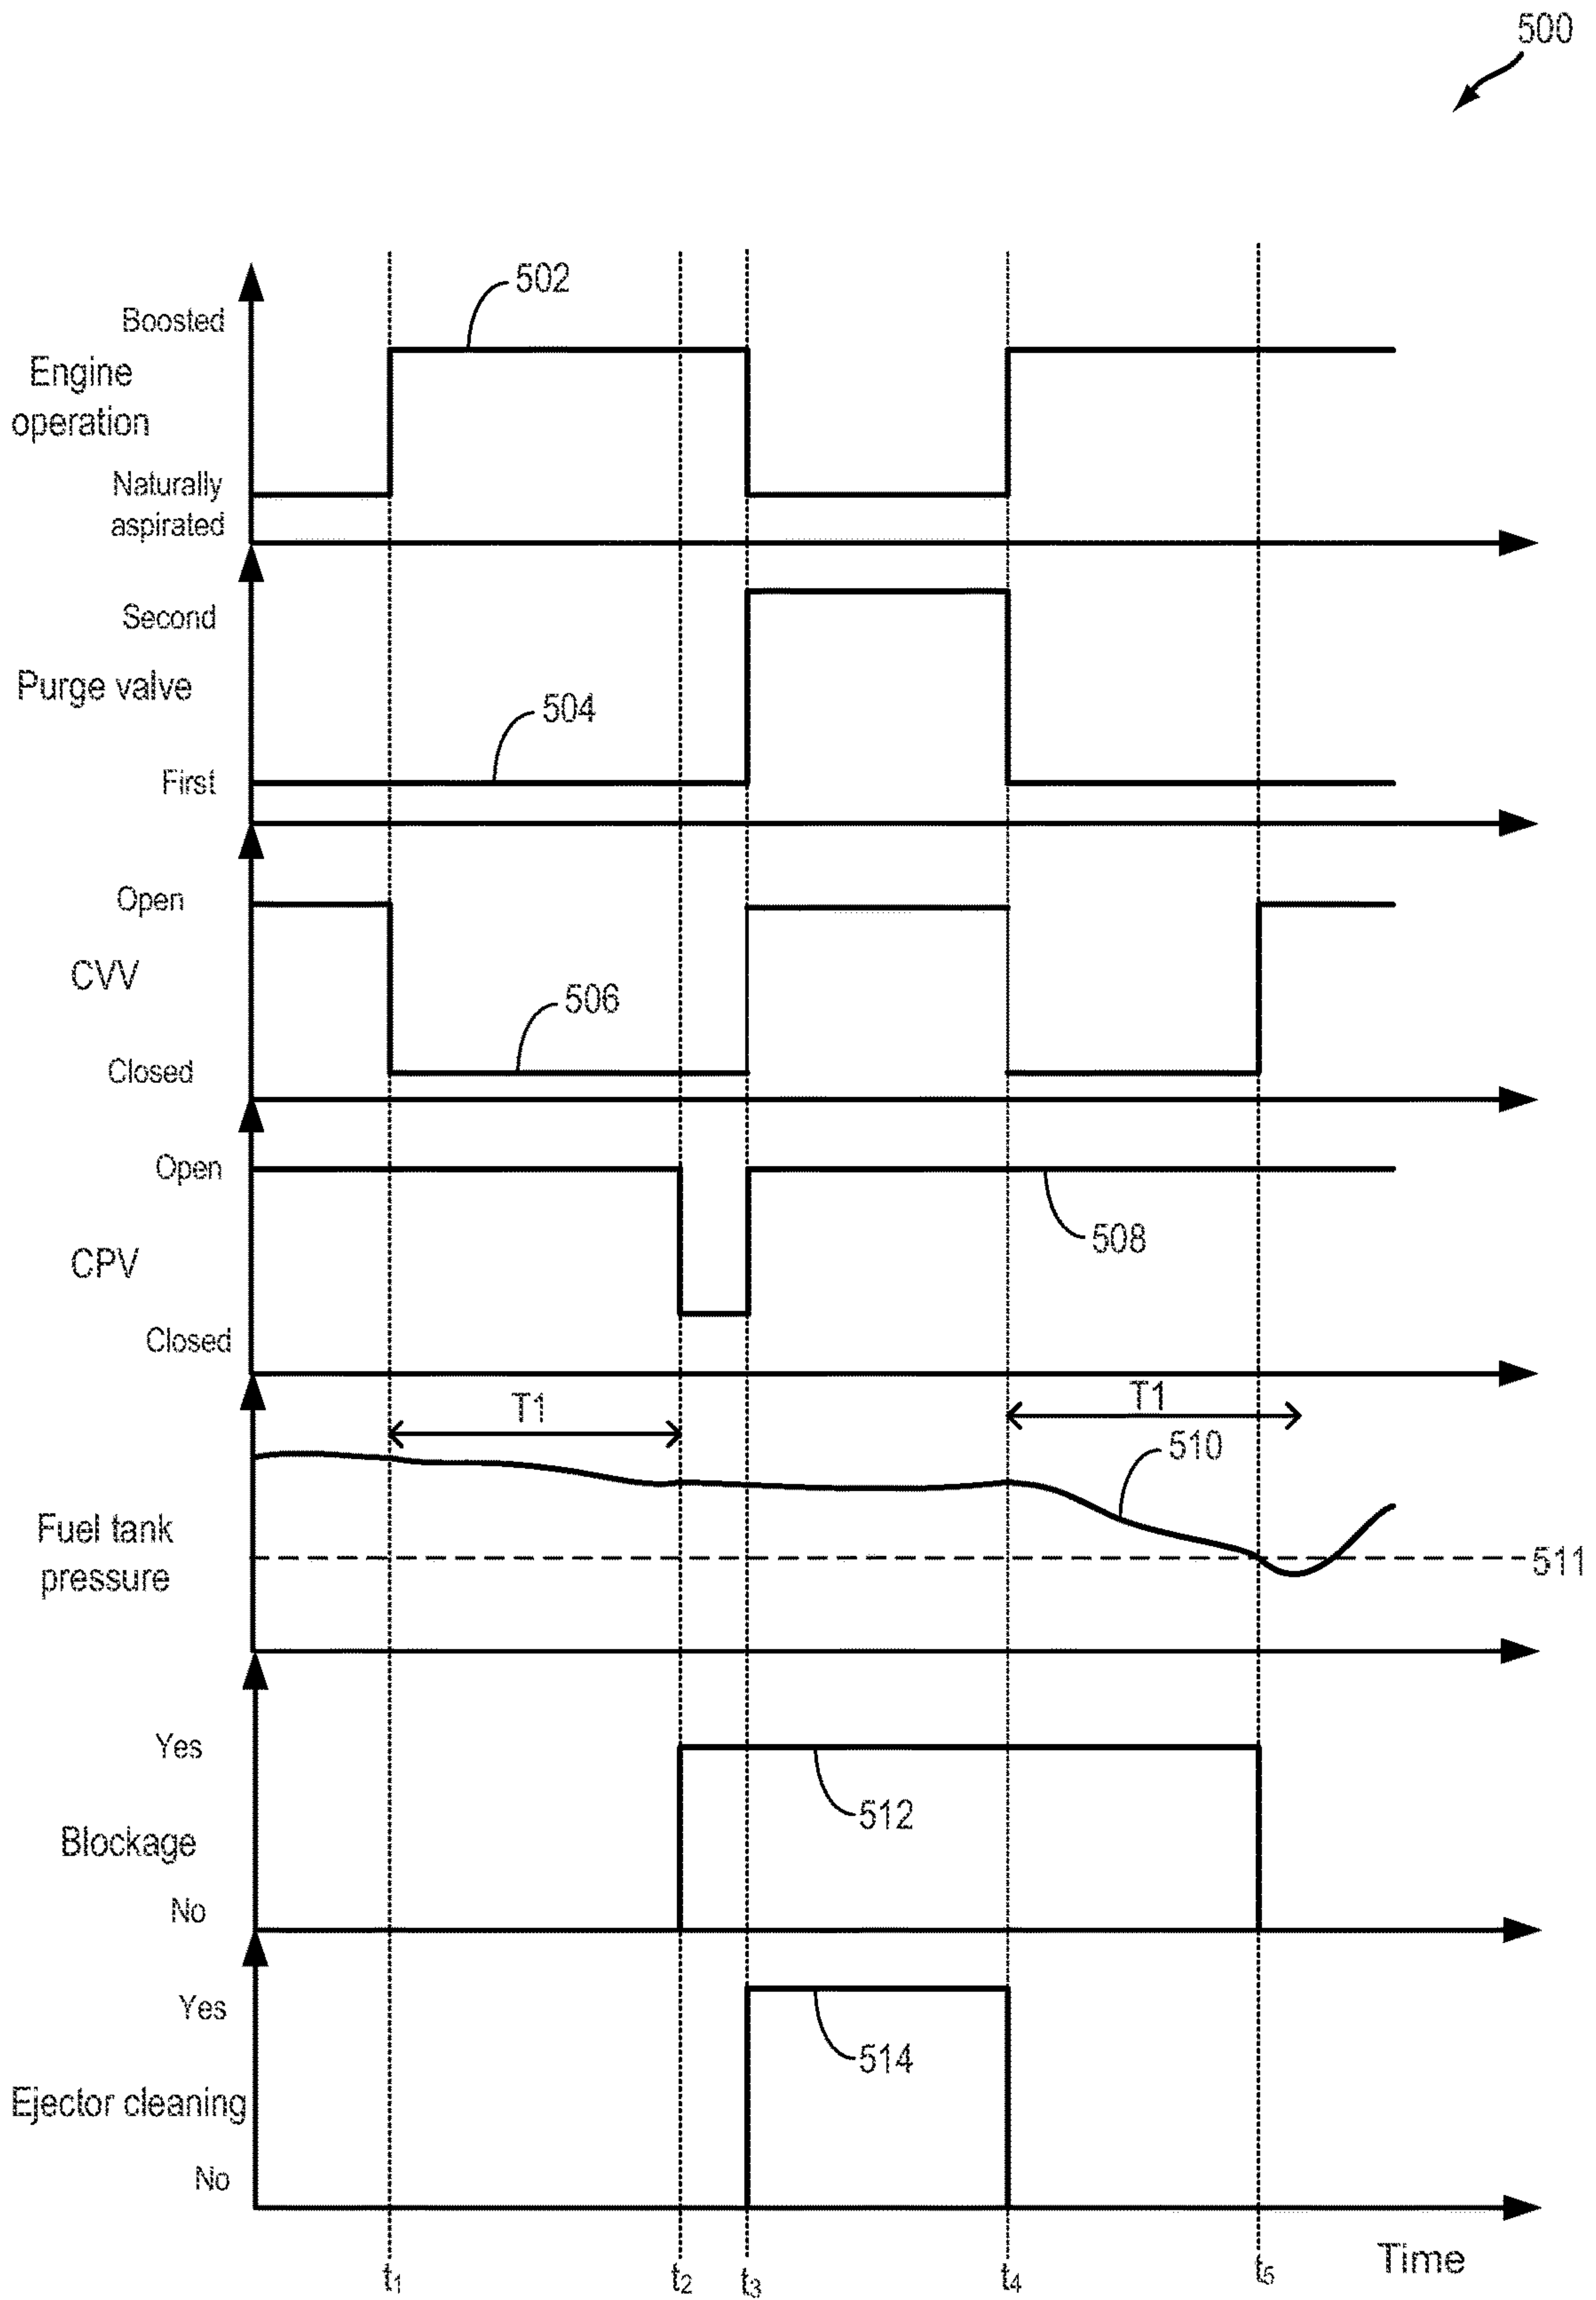 500
502
Boosted
Engine
operation
Naturally
aspirated
Second
Purge valve
504
First
Open
CVV
506
Closed
Open
508
CPV
Closed
T1
T1
510
Fuel tank
pressure
511
Yes
512
Blockage
No
Yes
514
Ejector cleaning
No
Time
t1
t2
t3
t4
t5